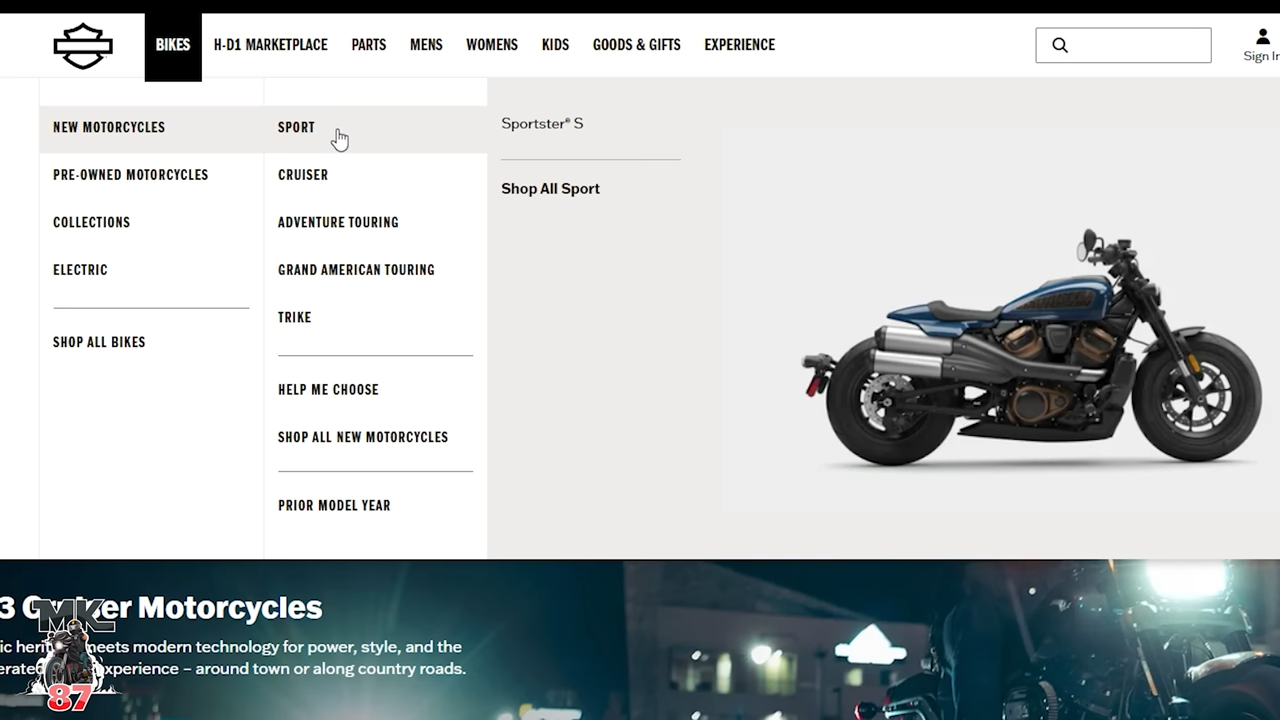 BIKES
H-D1 MARKETPLACE
PARTS
MENS
WOMENS
KIDS
GOODS & GIFTS
EXPERIENCE
Sign In
NEW MOTORCYCLES
PRE-OWNED MOTORCYCLES
COLLECTIONS
ELECTRIC
SHOP ALL BIKES
SPORT
CRUISER
ADVENTURE TOURING
GRAND AMERICAN TOURING
TRIKE
HELP ME CHOOSE
SHOP ALL NEW MOTORCYCLES
PRIOR MODEL YEAR
Sportster® S
Shop All Sport
3 Cruiser Motorcycles
meets modern technology for power, style, and the
experience – around town or along country roads.
MK
87